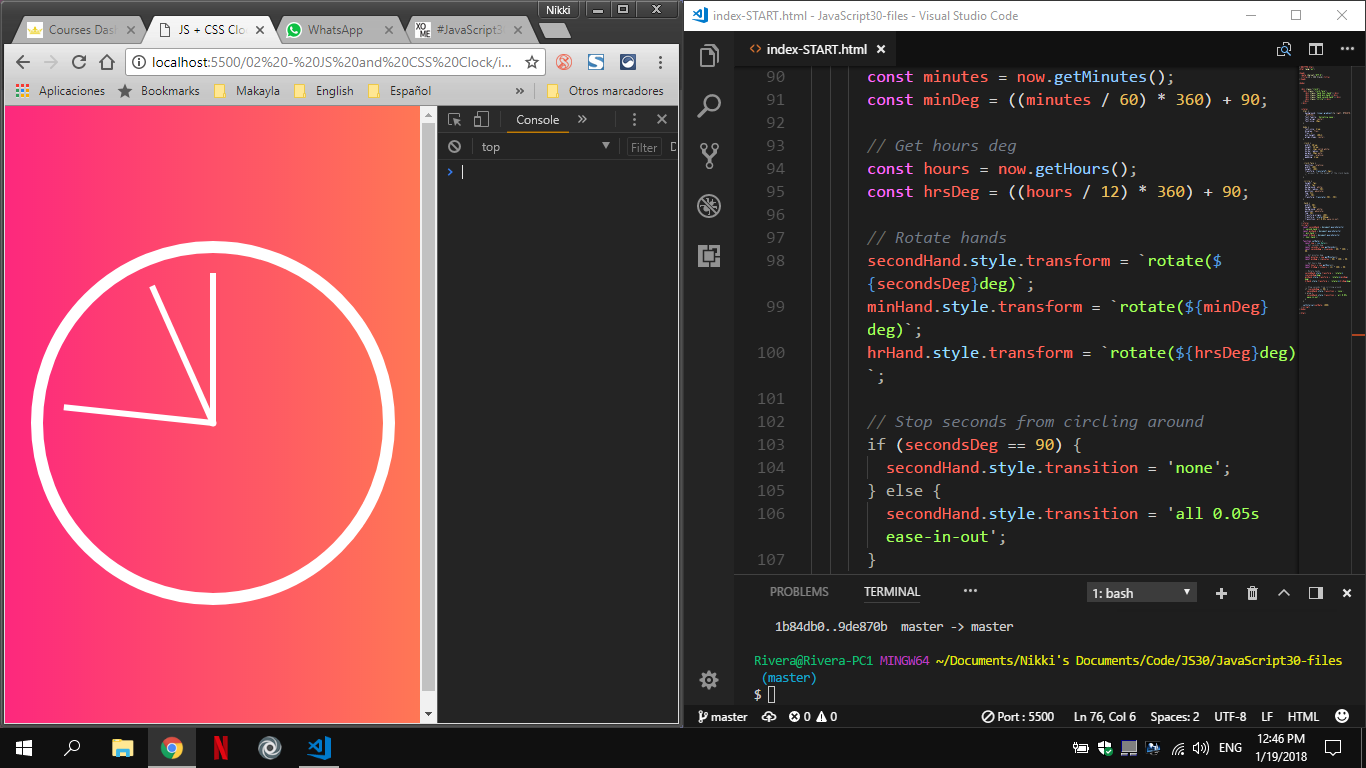 Nikki
Courses Das
JS + CSS Clo
WhatsApp
#JavaScript3
localhost:5500/02%20-%20JS%20and%20CSS%20Clock/i...
Aplicaciones
Bookmarks
Makayla
English
Español
»
Otros marcadores
Console
»
top
Filter
index-START.html - JavaScript30-files - Visual Studio Code
index-START.html
90 const minutes = now.getMinutes();
91 const minDeg = ((minutes / 60) * 360) + 90;
92
93 // Get hours deg
94 const hours = now.getHours();
95 const hrsDeg = ((hours / 12) * 360) + 90;
96
97 // Rotate hands
98 secondHand.style.transform = `rotate($
{secondsDeg}deg)`;
99 minHand.style.transform = `rotate(${minDeg}
deg)`;
100 hrHand.style.transform = `rotate(${hrsDeg}deg)
`;
101
102 // Stop seconds from circling around
103 if (secondsDeg == 90) {
104 secondHand.style.transition = 'none';
105 } else {
106 secondHand.style.transition = 'all 0.05s
ease-in-out';
107 }
PROBLEMS TERMINAL ••• 1: bash
1b84db0..9de870b master -> master
Rivera@Rivera-PC1 MINGW64 ~/Documents/Nikki's Documents/Code/JS30/JavaScript30-files
(master)
$
master 0 0 Port : 5500 Ln 76, Col 6 Spaces: 2 UTF-8 LF HTML
ENG
12:46 PM
1/19/2018